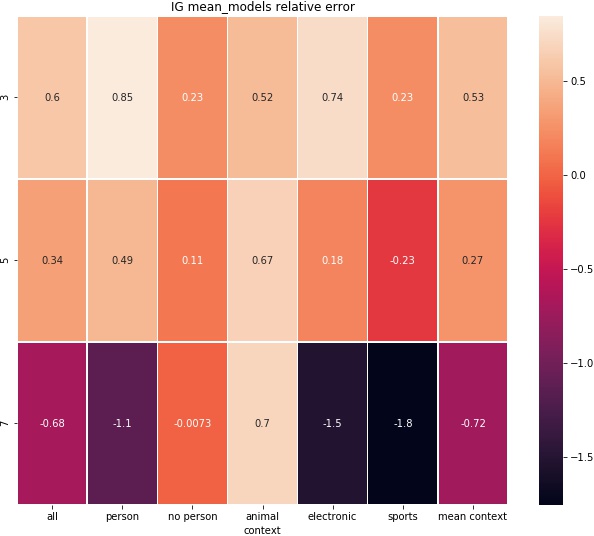 IG mean_models relative error
3 0.6 0.85 0.23 0.52 0.74 0.23 0.53
5 0.34 0.49 0.11 0.67 0.18 -0.23 0.27
7 -0.68 -1.1 -0.0073 0.7 -1.5 -1.8 -0.72
all person no person animal electronic sports mean context
context
0.5
0.0
−0.5
−1.0
−1.5